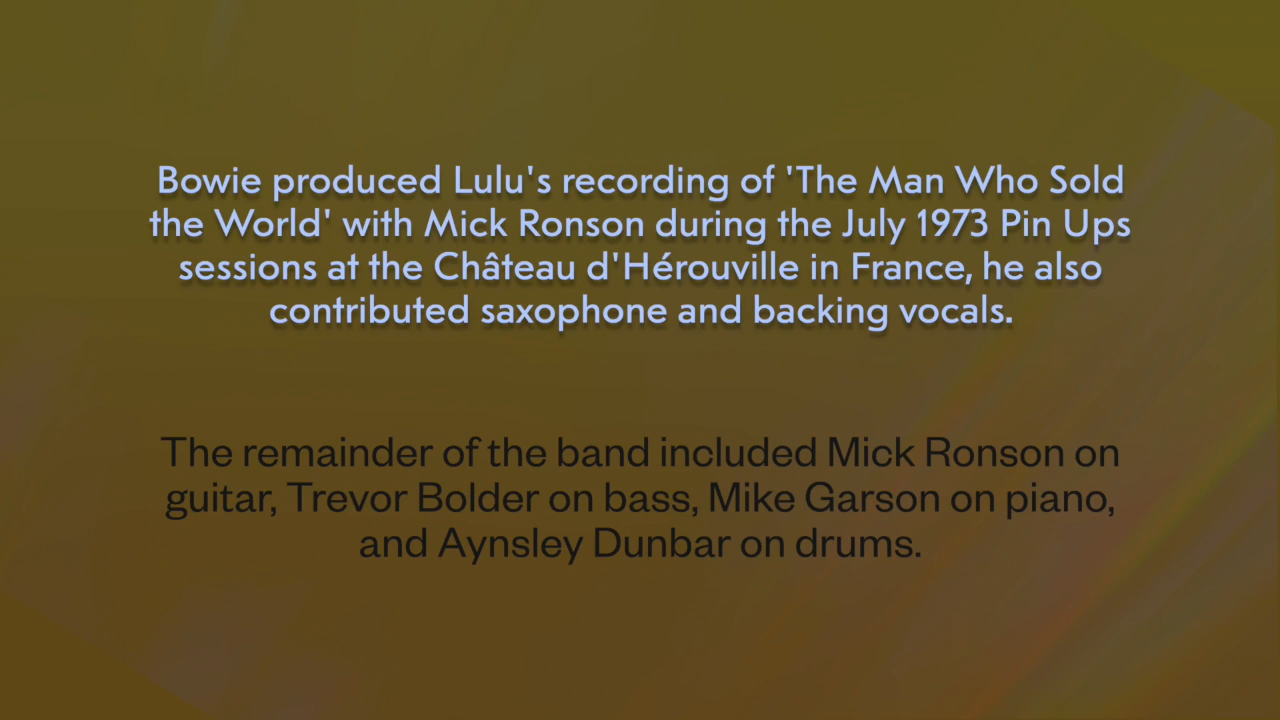 Bowie produced Lulu's recording of 'The Man Who Sold
the World' with Mick Ronson during the July 1973 Pin Ups
sessions at the Château d'Hérouville in France, he also
contributed saxophone and backing vocals.
The remainder of the band included Mick Ronson on
guitar, Trevor Bolder on bass, Mike Garson on piano,
and Aynsley Dunbar on drums.